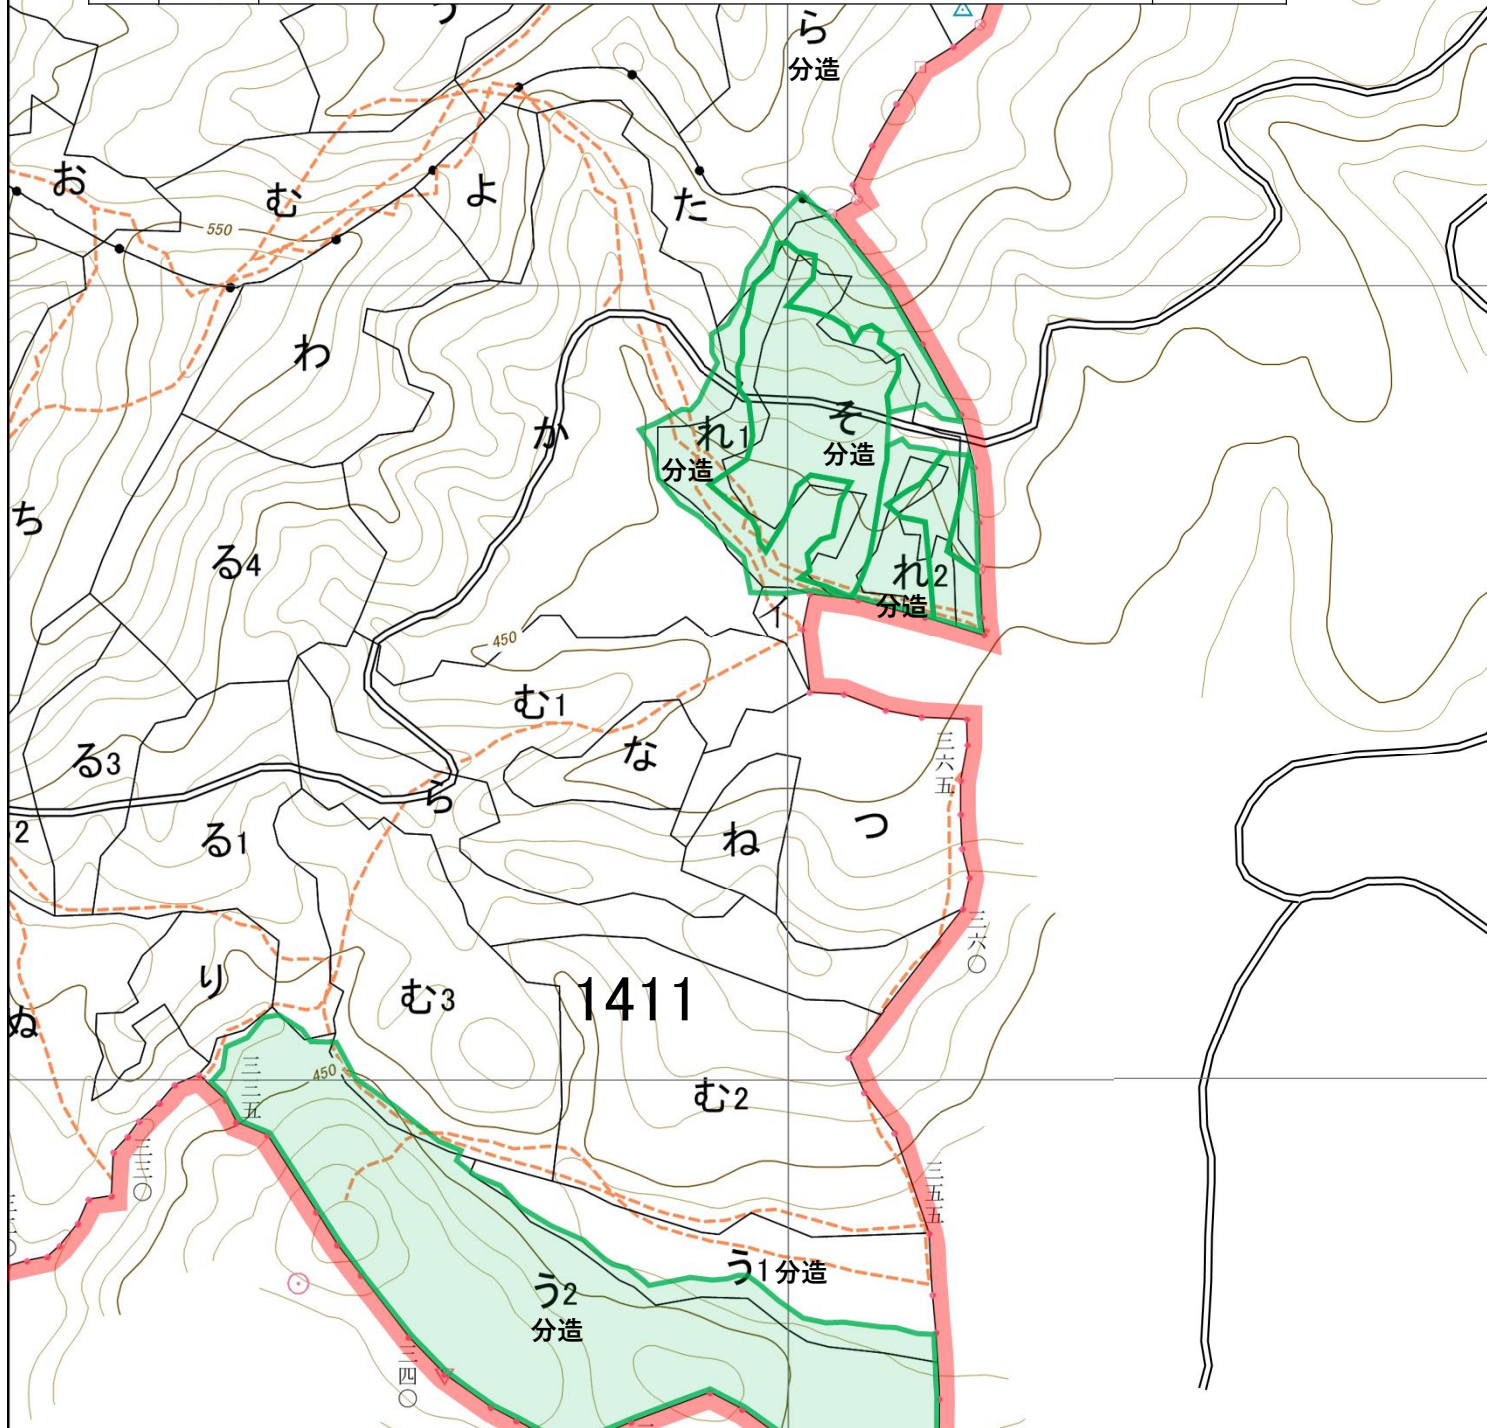 う
ら
分造
お
む
よ
た
550
わ
か
れ1
分造
そ
分造
ち
る4
れ2
分造
イ
450
む1
な
三六五
る3
ら
2
る1
ね
つ
三六〇
り
む3
1411
ぬ
450
三三五
む2
三三〇
三五五
う1分造
う2
分造
三四〇